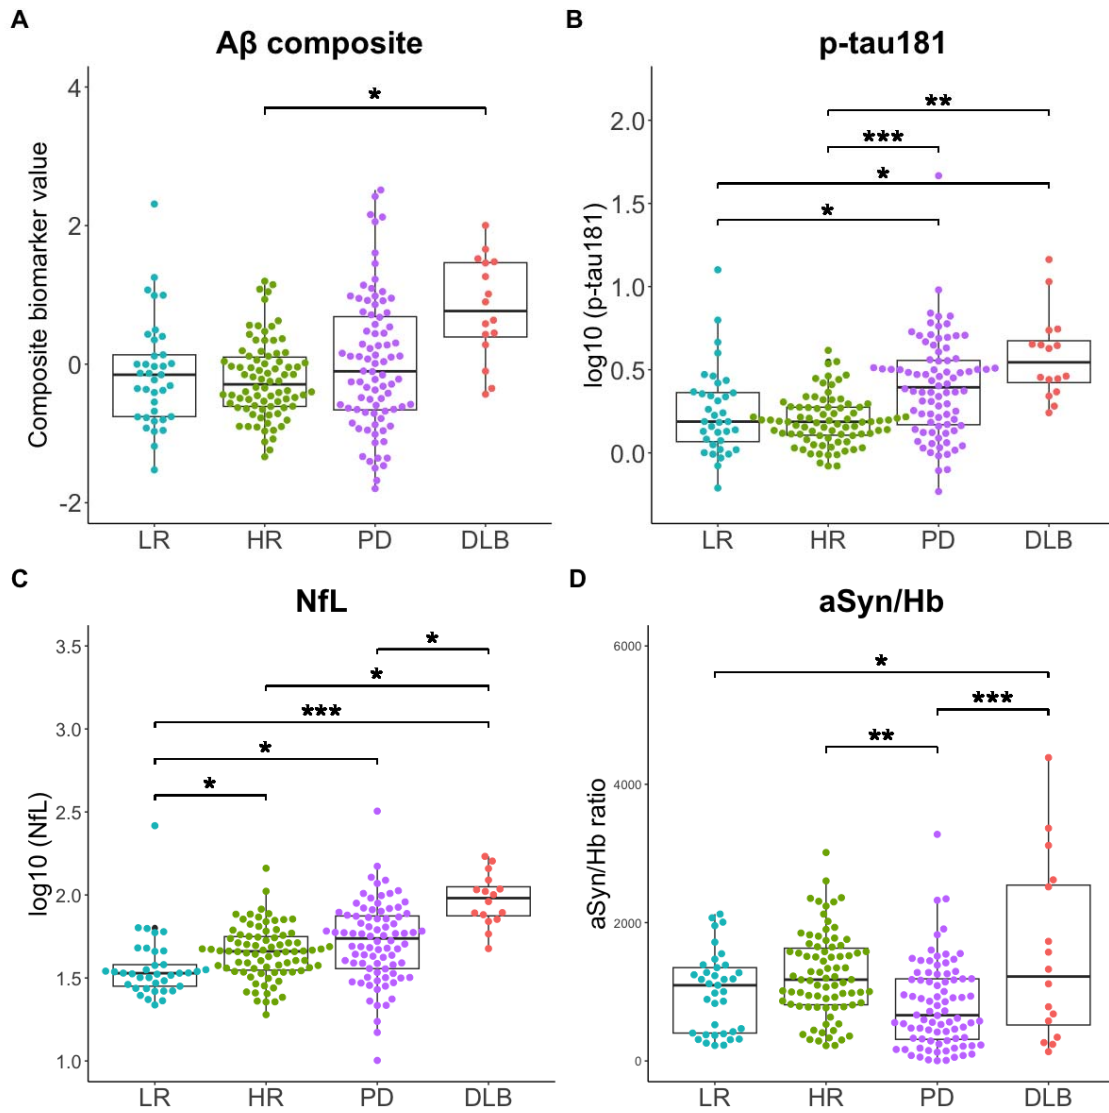 A
Aβ composite
Composite biomarker value
4
2
0
-2
*
LR HR PD DLB
B
p-tau181
log10 (p-tau181)
2.0
1.5
1.0
0.5
0.0
**
***
*
*
LR HR PD DLB
C
NfL
log10 (NfL)
3.5
3.0
2.5
2.0
1.5
1.0
*
*
***
*
*
LR HR PD DLB
D
aSyn/Hb
aSyn/Hb ratio
6000
4000
2000
0
*
***
**
LR HR PD DLB